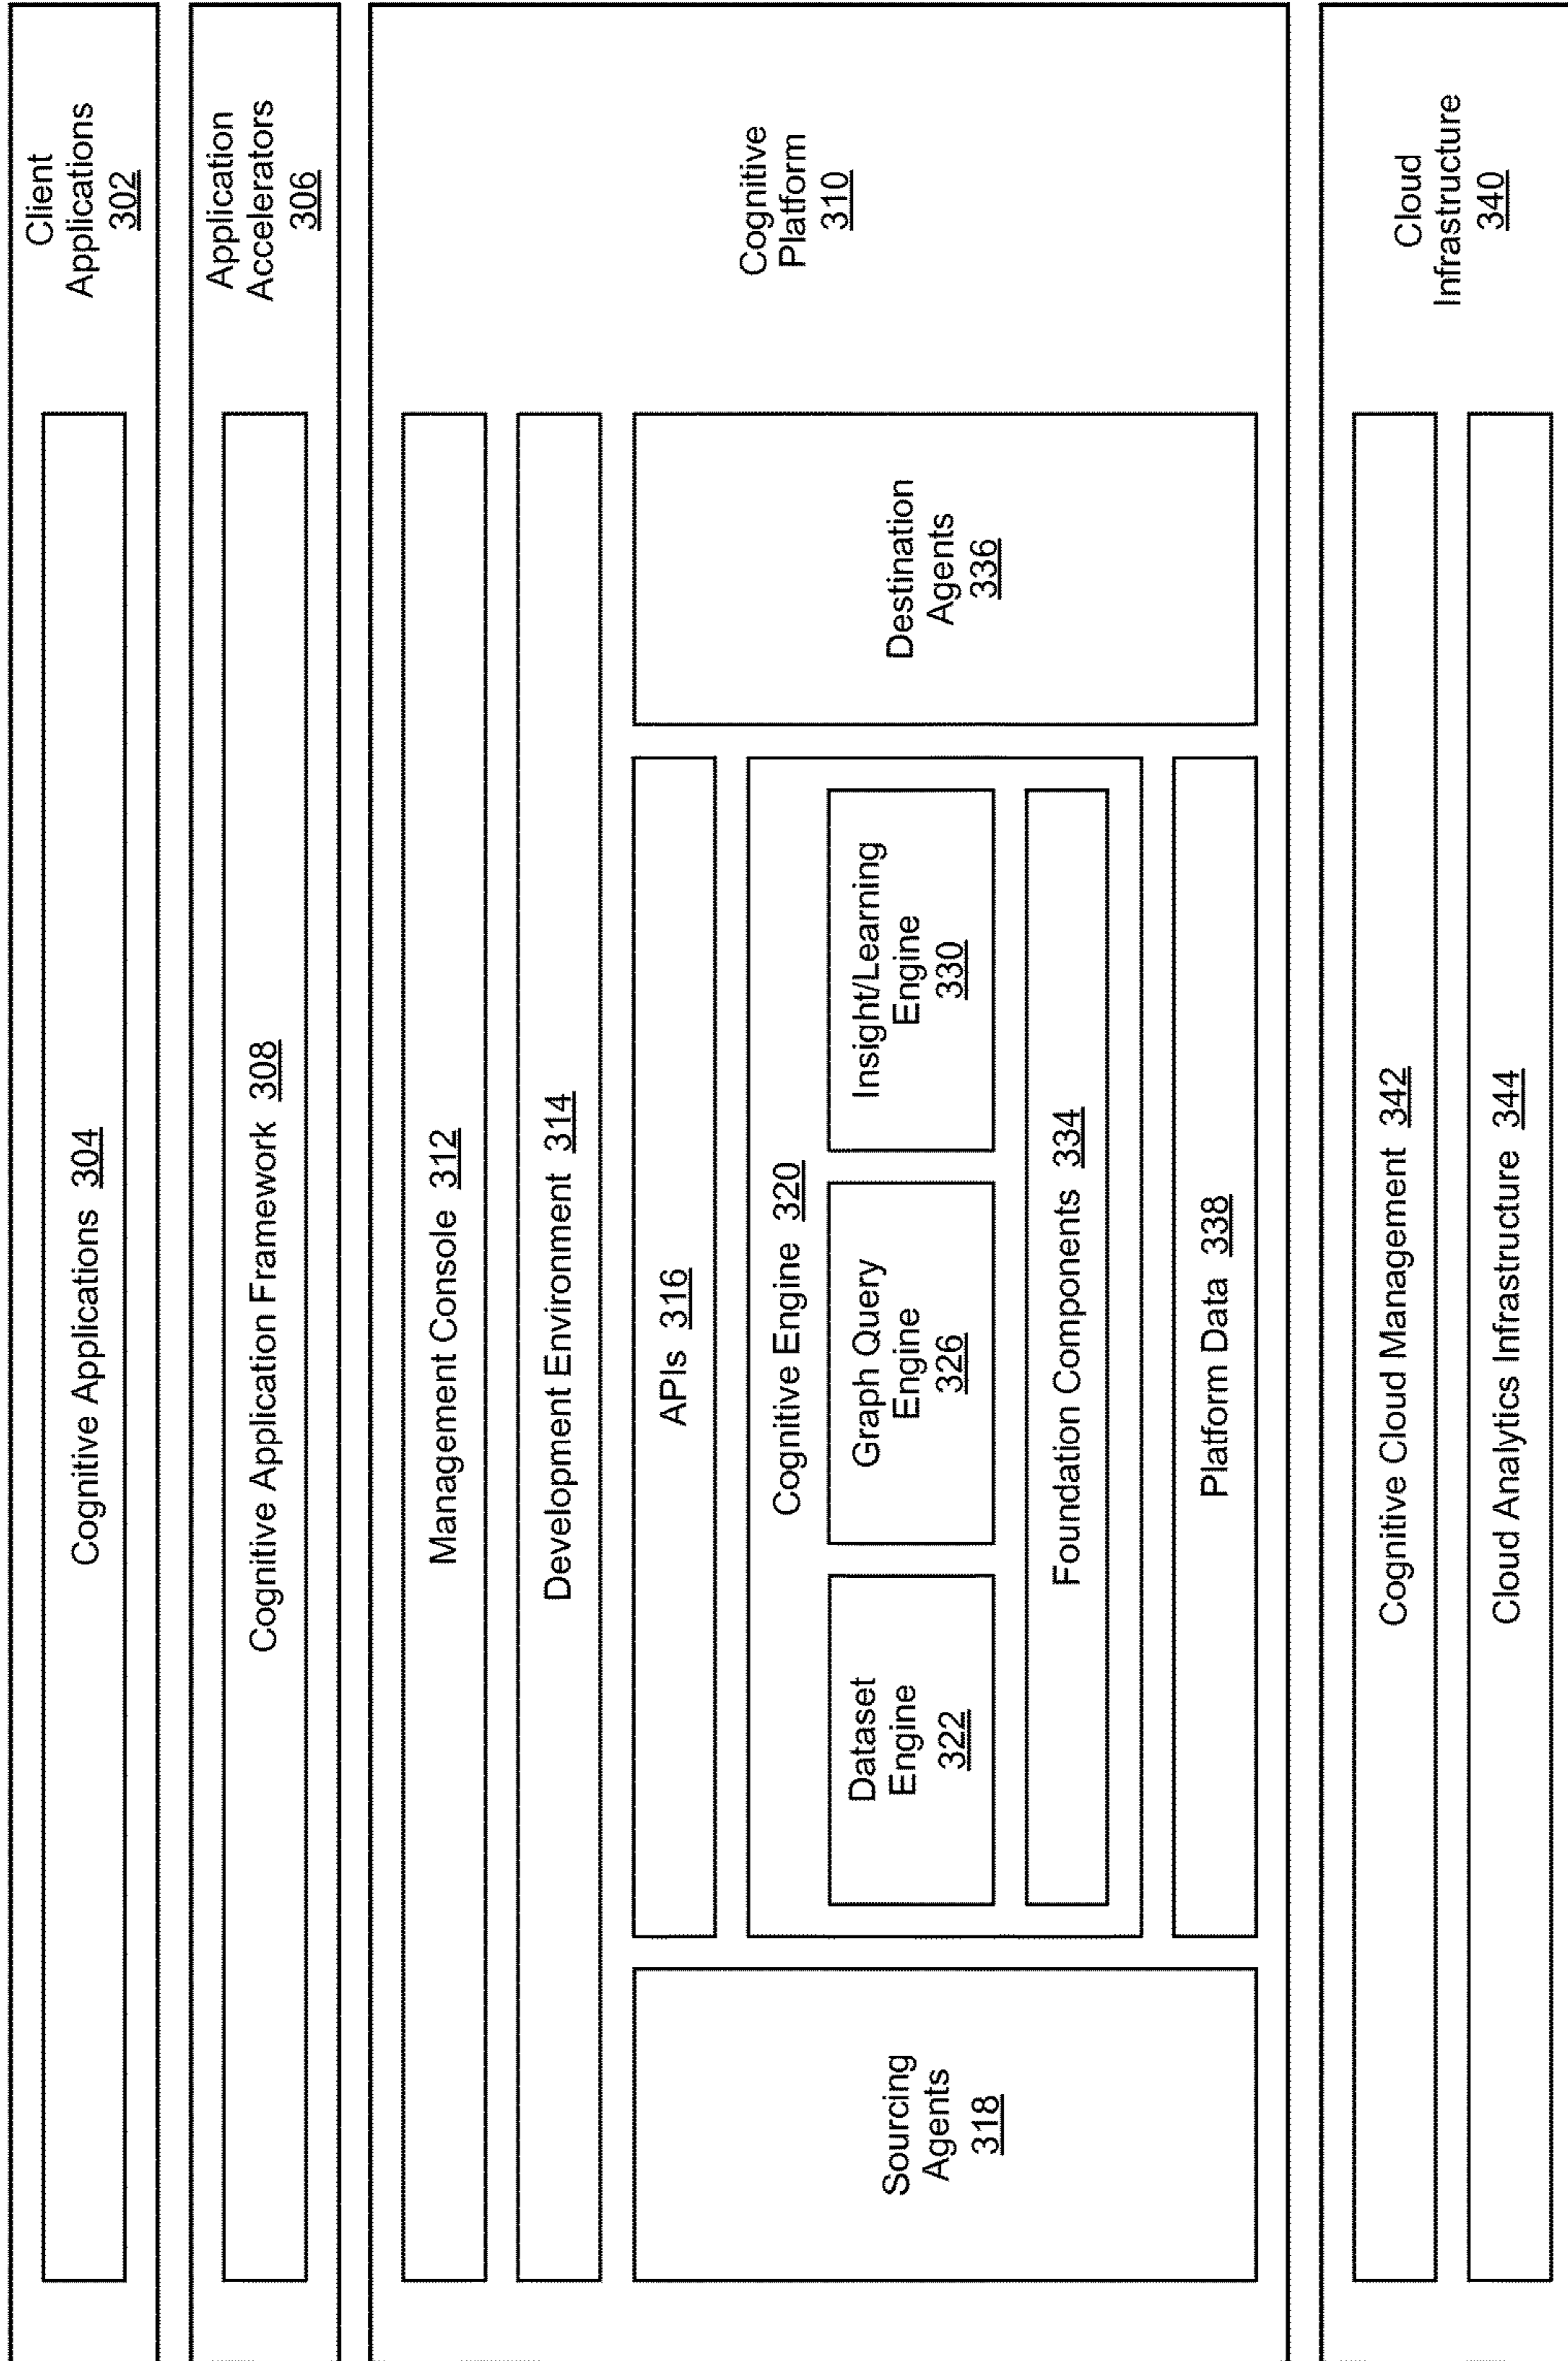 Cognitive Applications 304
Client
Applications
302
Cognitive Application Framework 308
Application
Accelerators
306
Management Console 312
Development Environment 314
Cognitive
Platform
310
Sourcing
Agents
318
APIs 316
Cognitive Engine 320
Dataset
Engine
322
Graph Query
Engine
326
Insight/Learning
Engine
330
Foundation Components 334
Platform Data 338
Destination
Agents
336
Cognitive Cloud Management 342
Cloud Analytics Infrastructure 344
Cloud
Infrastructure
340